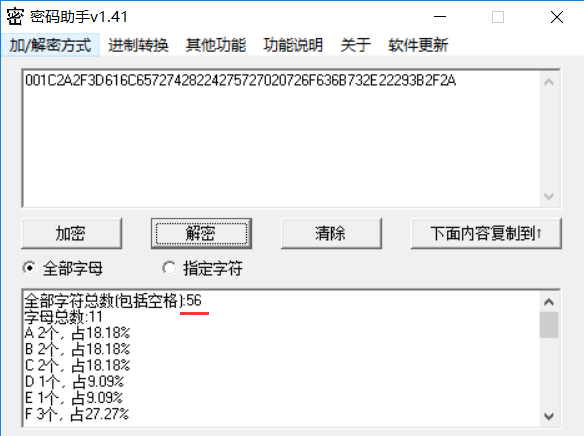 密 密码助手v1.41
加/解密方式 进制转换 其他功能 功能说明 关于 软件更新
001C2A2F3D616C65727428224275727020726F636B732E22293B2F2A
加密 解密 清除 下面内容复制到↑
全部字母 指定字符
全部字符总数(包括空格):56
字母总数:11
A 2个, 占18.18%
B 2个, 占18.18%
C 2个, 占18.18%
D 1个, 占9.09%
E 1个, 占9.09%
F 3个, 占27.27%